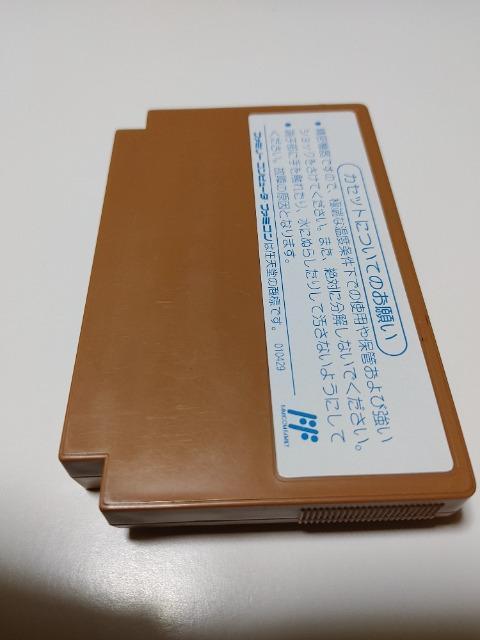 カセットについてのお願い
●精密機器ですので、極端な温度条件下での使用や保管および強い
ショックをさけてください。また、絶対に分解しないでください。
●端子部に手を触れたり、水にぬらしたりして汚さないようにして
ください。故障の原因となります。
ファミリー コンピュータ・ファミコンは任天堂の商標です。 010429
FAMICOM FAMILY